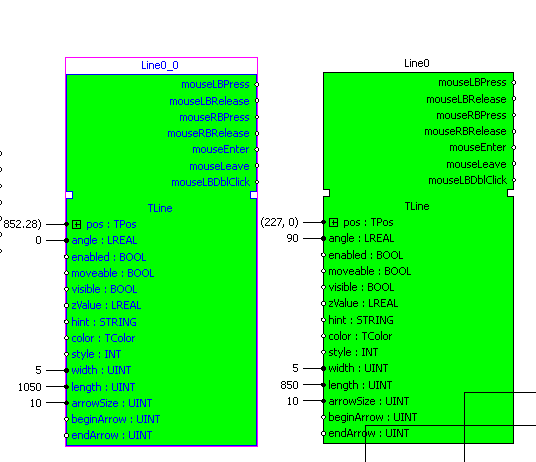 Line0_0
mouseLBPress
mouseLBRelease
mouseRBPress
mouseRBRelease
mouseEnter
mouseLeave
mouseLBDblClick
TLine
852.28) pos : TPos
0 angle : LREAL
enabled : BOOL
moveable : BOOL
visible : BOOL
zValue : LREAL
hint : STRING
color : TColor
style : INT
5 width : UINT
1050 length : UINT
10 arrowSize : UINT
beginArrow : UINT
endArrow : UINT
Line0
mouseLBPress
mouseLBRelease
mouseRBPress
mouseRBRelease
mouseEnter
mouseLeave
mouseLBDblClick
TLine
(227, 0) pos : TPos
90 angle : LREAL
enabled : BOOL
moveable : BOOL
visible : BOOL
zValue : LREAL
hint : STRING
color : TColor
style : INT
5 width : UINT
850 length : UINT
10 arrowSize : UINT
beginArrow : UINT
endArrow : UINT